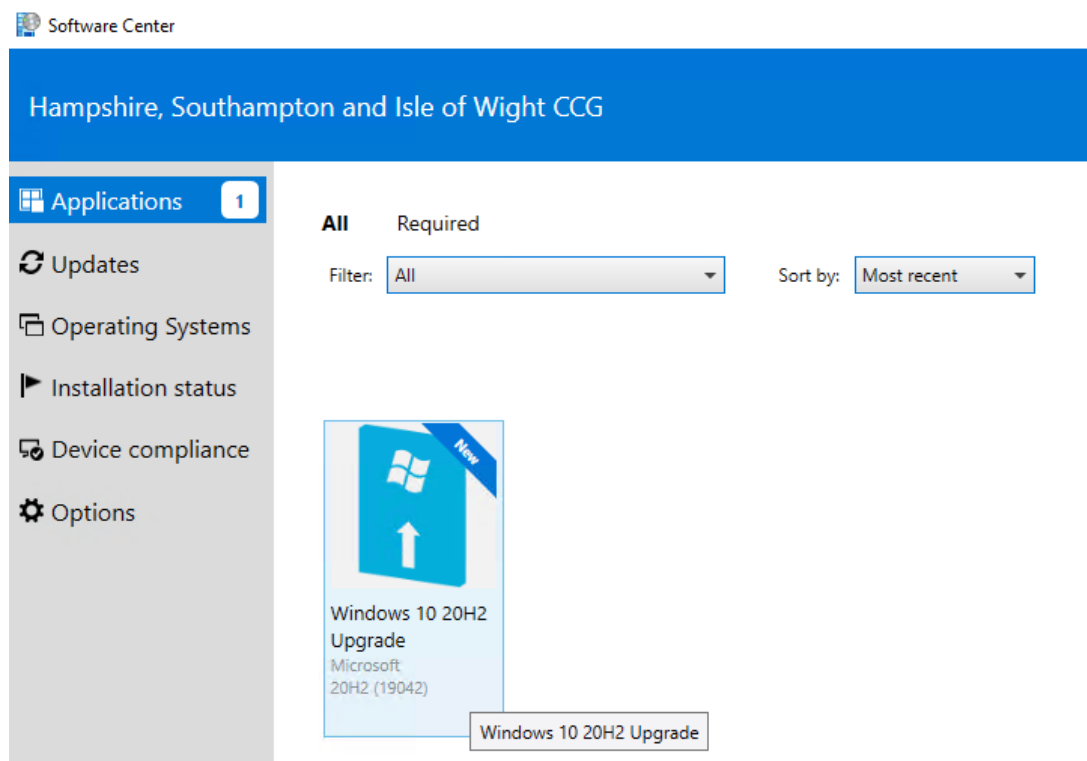 Software Center
Hampshire, Southampton and Isle of Wight CCG
Applications 1
Updates
Operating Systems
Installation status
Device compliance
Options
All Required
Filter: All Sort by: Most recent
New
Windows 10 20H2
Upgrade
Microsoft
20H2 (19042)
Windows 10 20H2 Upgrade